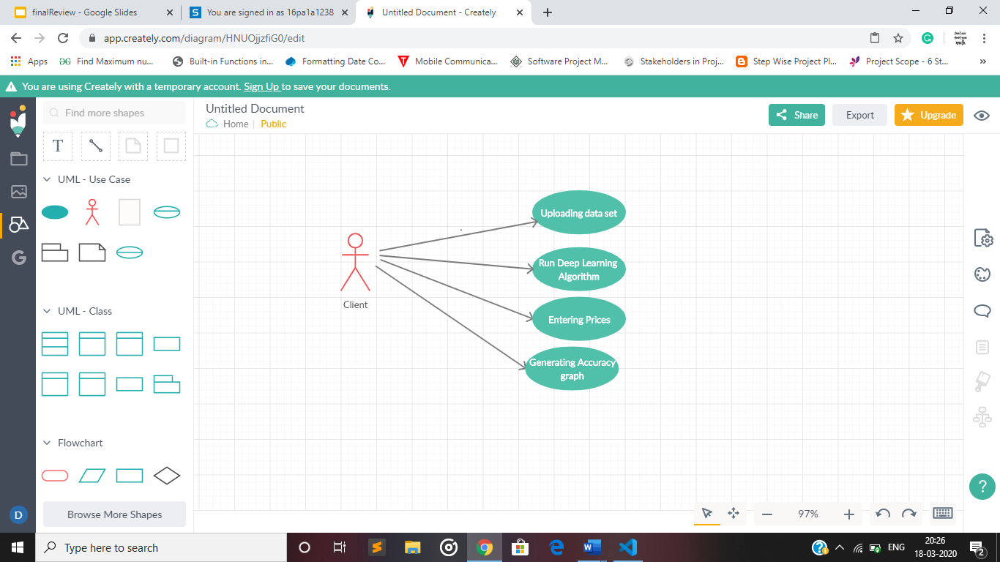 finalReview - Google Slides
You are signed in as 16pa1a1238
Untitled Document - Creately
app.creately.com/diagram/HNUOjjzfiG0/edit
Apps
Find Maximum nu...
Built-in Functions in...
Formatting Date Co...
Mobile Communica...
Software Project M...
Stakeholders in Proj...
Step Wise Project Pl...
Project Scope - 6 St...
»
You are using Creately with a temporary account. Sign Up to save your documents.
Find more shapes
T
UML - Use Case
UML - Class
Flowchart
Browse More Shapes
G
D
Untitled Document
Home | Public
Share
Export
Upgrade
Client
Uploading data set
Run Deep Learning
Algorithm
Entering Prices
Generating Accuracy
graph
97%
?
Type here to search
ENG
20:26
18-03-2020
2